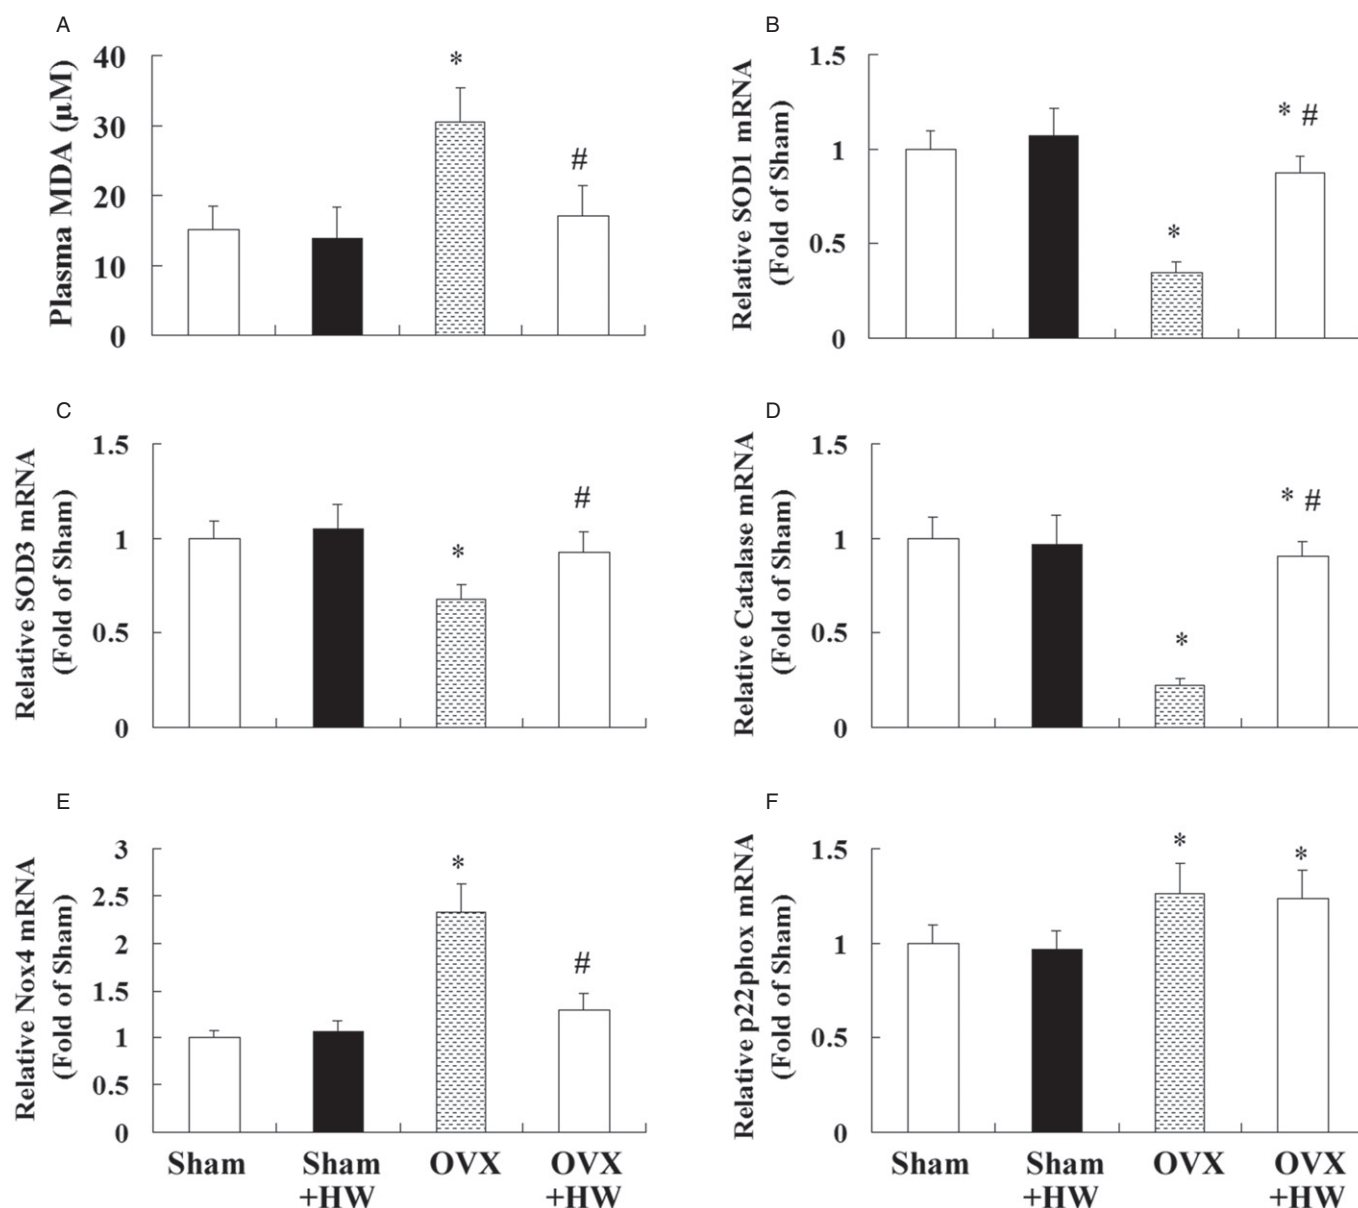 A
Plasma MDA (µM)
40
30
20
10
0
*
#
B
Relative SOD1 mRNA
(Fold of Sham)
1.5
1
0.5
0
*
* #
C
Relative SOD3 mRNA
(Fold of Sham)
1.5
1
0.5
0
*
#
D
Relative Catalase mRNA
(Fold of Sham)
1.5
1
0.5
0
*
* #
E
Relative Nox4 mRNA
(Fold of Sham)
3
2.5
2
1.5
1
0.5
0
*
#
Sham
Sham
+HW
OVX
OVX
+HW
F
Relative p22phox mRNA
(Fold of Sham)
1.5
1
0.5
0
*
*
Sham
Sham
+HW
OVX
OVX
+HW